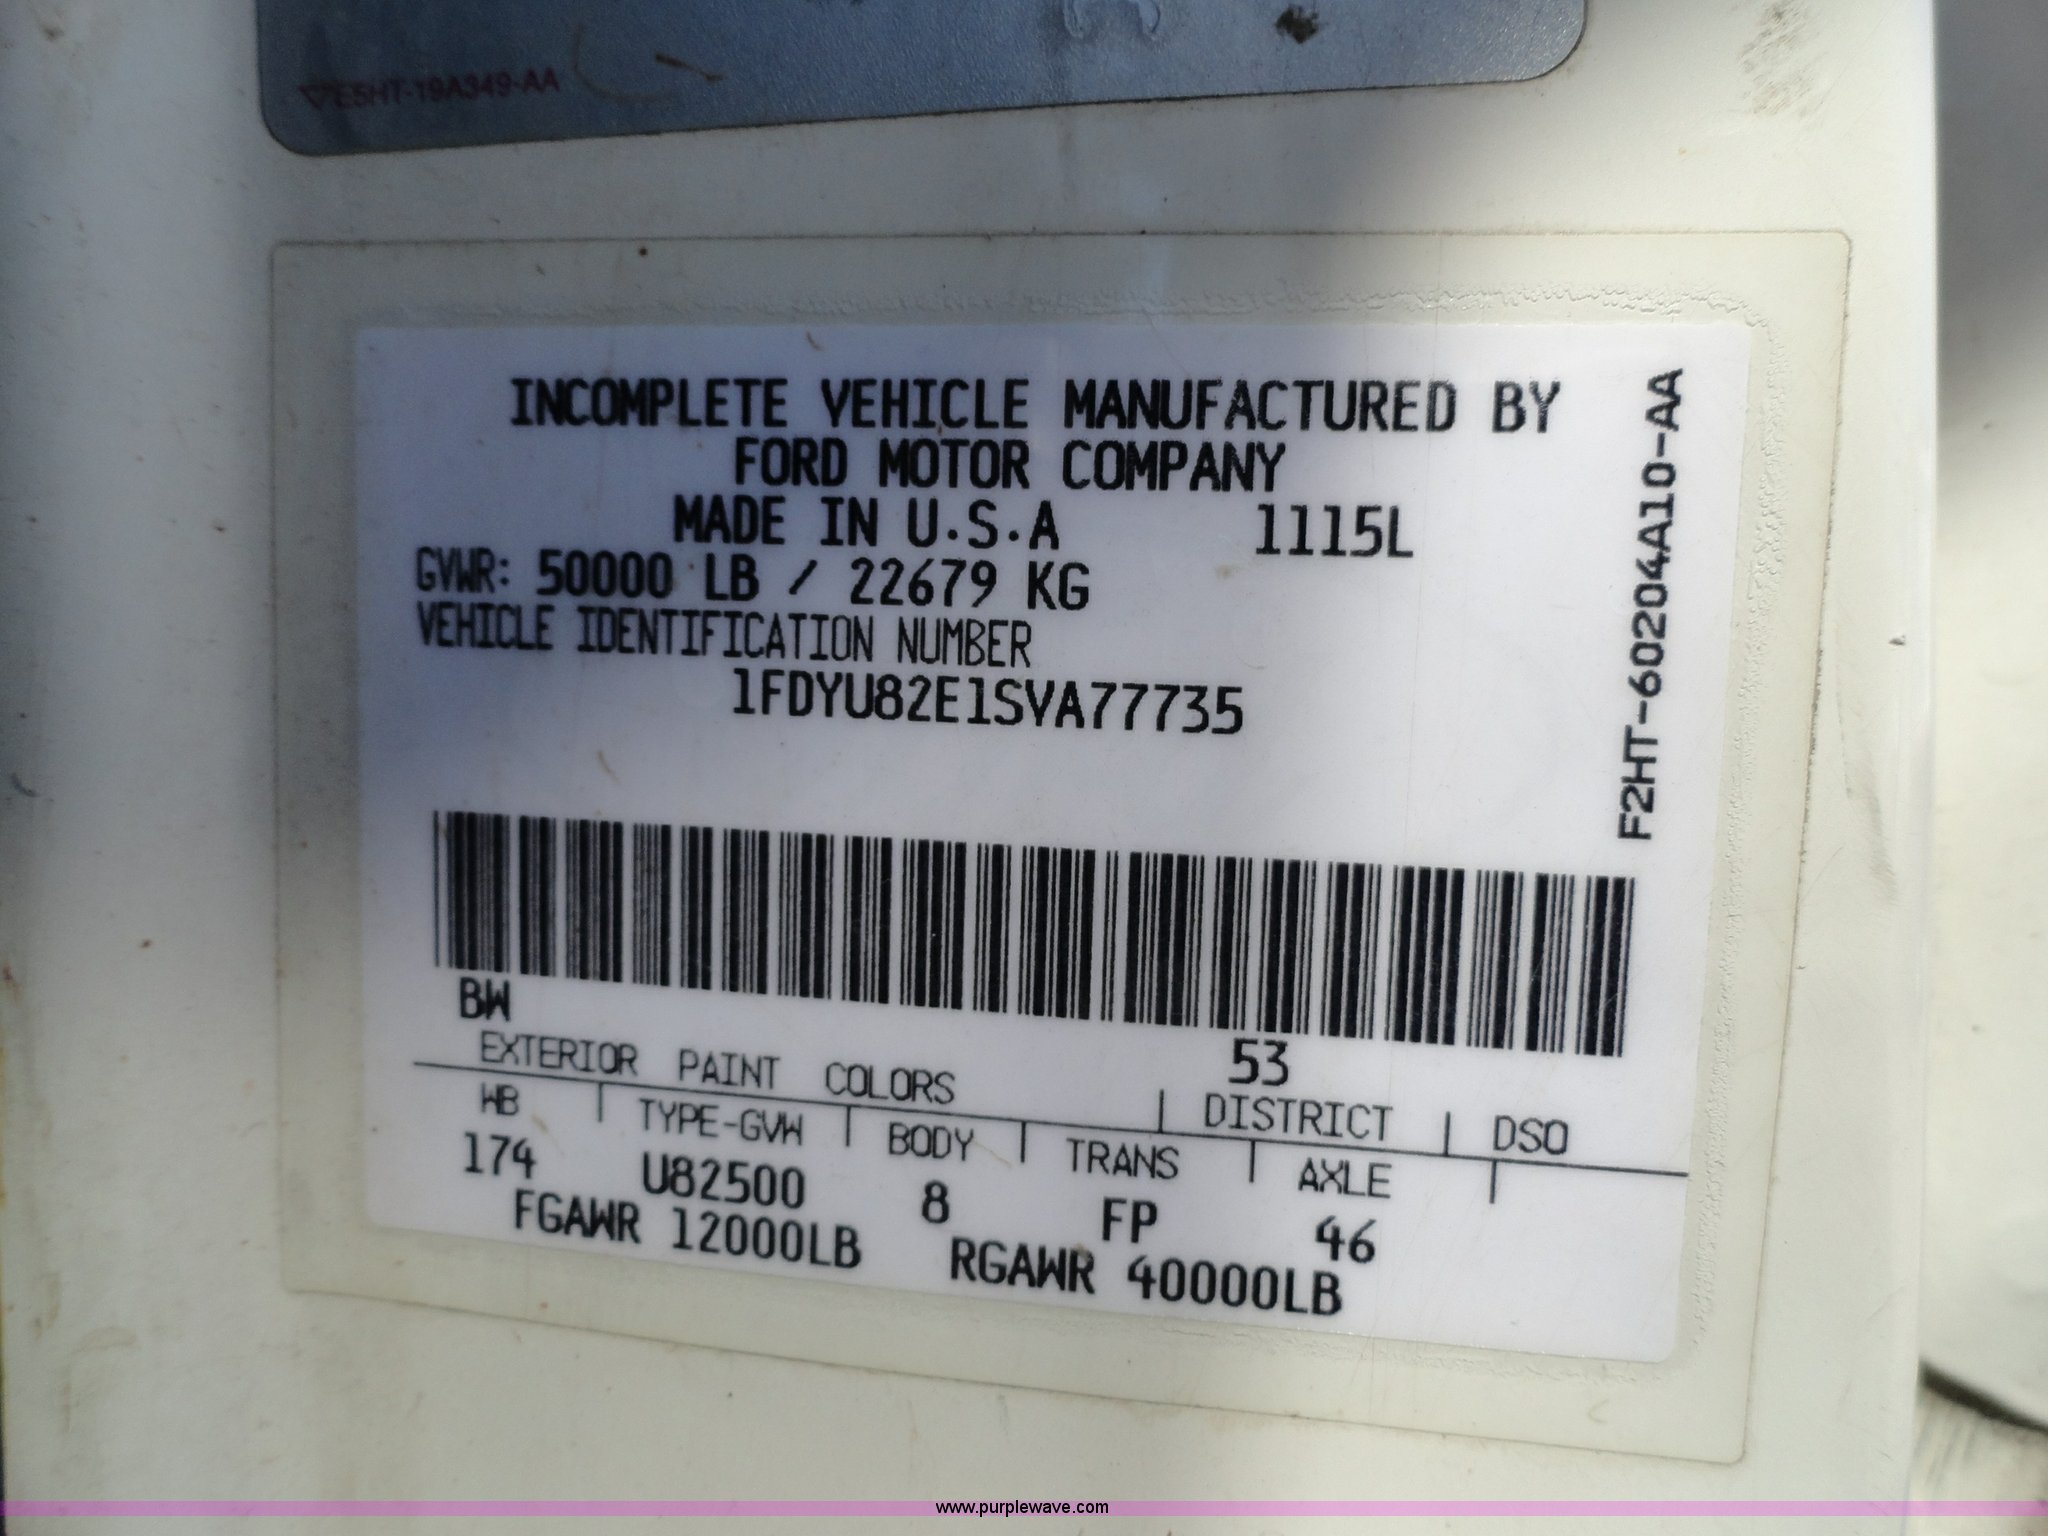 E5HT-19A349-AA
INCOMPLETE VEHICLE MANUFACTURED BY
FORD MOTOR COMPANY
MADE IN U.S.A 1115L
GVWR: 50000 LB / 22679 KG
VEHICLE IDENTIFICATION NUMBER
1FDYU82E1SVA77735
F2HT-60204A10-AA
BW
53
EXTERIOR PAINT COLORS | DISTRICT | DSO
WB | TYPE-GVW | BODY | TRANS | AXLE |
174 U82500 8 FP 46
FGAWR 12000LB RGAWR 40000LB
www.purplewave.com